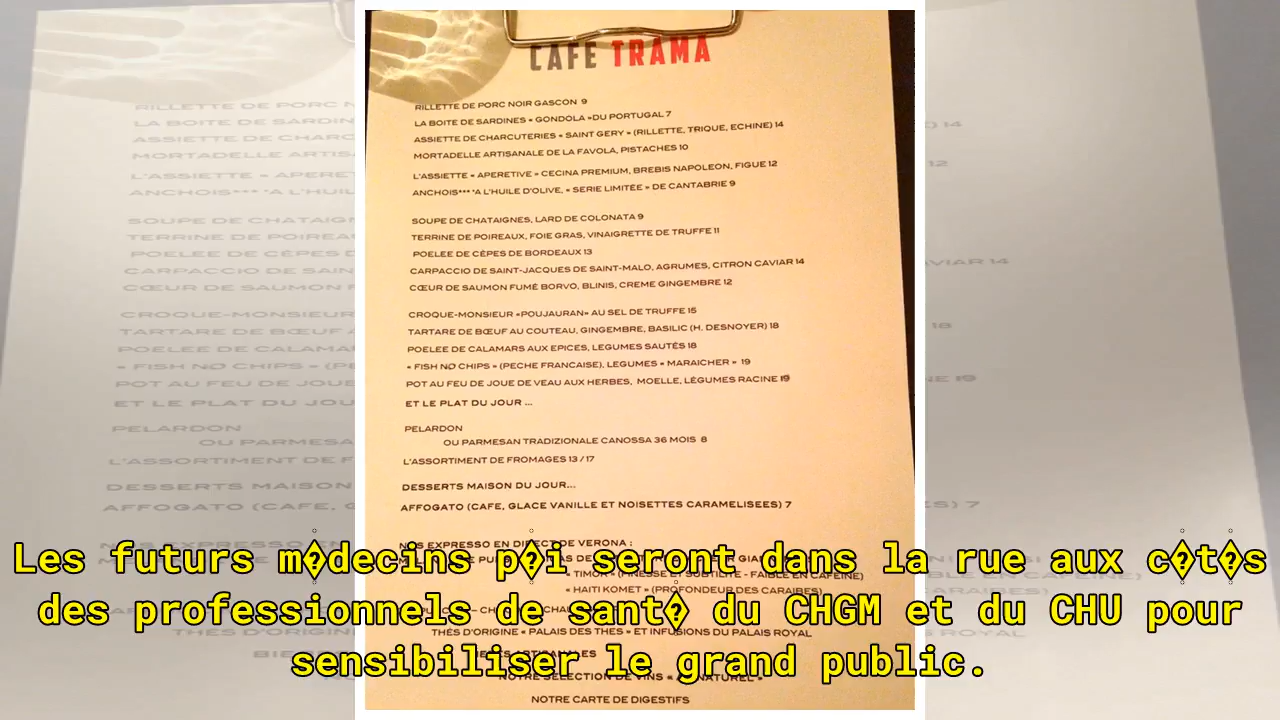 CAFE TRAMA
RILLETTE DE PORC NOIR GASCON 9
LA BOITE DE SARDINES « GONDOLA »DU PORTUGAL 7
ASSIETTE DE CHARCUTERIES « SAINT GERY » (RILLETTE, TRIQUE, ECHINE) 14
MORTADELLE ARTISANALE DE LA FAVOLA, PISTACHES 10
L'ASSIETTE « APERETIVE » CECINA PREMIUM, BREBIS NAPOLEON, FIGUE 12
ANCHOIS*** 'A L'HUILE D'OLIVE, « SERIE LIMITÉE » DE CANTABRIE 9
SOUPE DE CHATAIGNES, LARD DE COLONATA 9
TERRINE DE POIREAUX, FOIE GRAS, VINAIGRETTE DE TRUFFE 11
POELEE DE CÈPES DE BORDEAUX 13
CARPACCIO DE SAINT-JACQUES DE SAINT-MALO, AGRUMES, CITRON CAVIAR 14
CŒUR DE SAUMON FUMÉ BORVO, BLINIS, CREME GINGEMBRE 12
CROQUE-MONSIEUR «POUJAURAN» AU SEL DE TRUFFE 15
TARTARE DE BŒUF AU COUTEAU, GINGEMBRE, BASILIC (H. DESNOYER) 18
POELEE DE CALAMARS AUX EPICES, LEGUMES SAUTÉS 18
« FISH NO CHIPS » (PECHE FRANCAISE), LEGUMES « MARAICHER » 19
POT AU FEU DE JOUE DE VEAU AUX HERBES, MOELLE, LÉGUMES RACINE 19
ET LE PLAT DU JOUR ...
PELARDON
OU PARMESAN TRADIZIONALE CANOSSA 36 MOIS 8
L'ASSORTIMENT DE FROMAGES 13 / 17
DESSERTS MAISON DU JOUR...
AFFOGATO (CAFE, GLACE VANILLE ET NOISETTES CARAMELISEES) 7
NOS EXPRESSO EN DIRECT DE VERONA :
« TIMOR » (FINESSE ET SUBTILITE - FAIBLE EN CAFEINE)
« HAITI KOMET » (PROFONDEUR DES CARAIBES)
THÉS D'ORIGINE « PALAIS DES THES » ET INFUSIONS DU PALAIS ROYAL
NOTRE SELECTION DE VINS « AU NATUREL »
NOTRE CARTE DE DIGESTIFS
Les futurs m�decins p�i seront dans la rue aux c�t�s
des professionnels de sant� du CHGM et du CHU pour
sensibiliser le grand public.